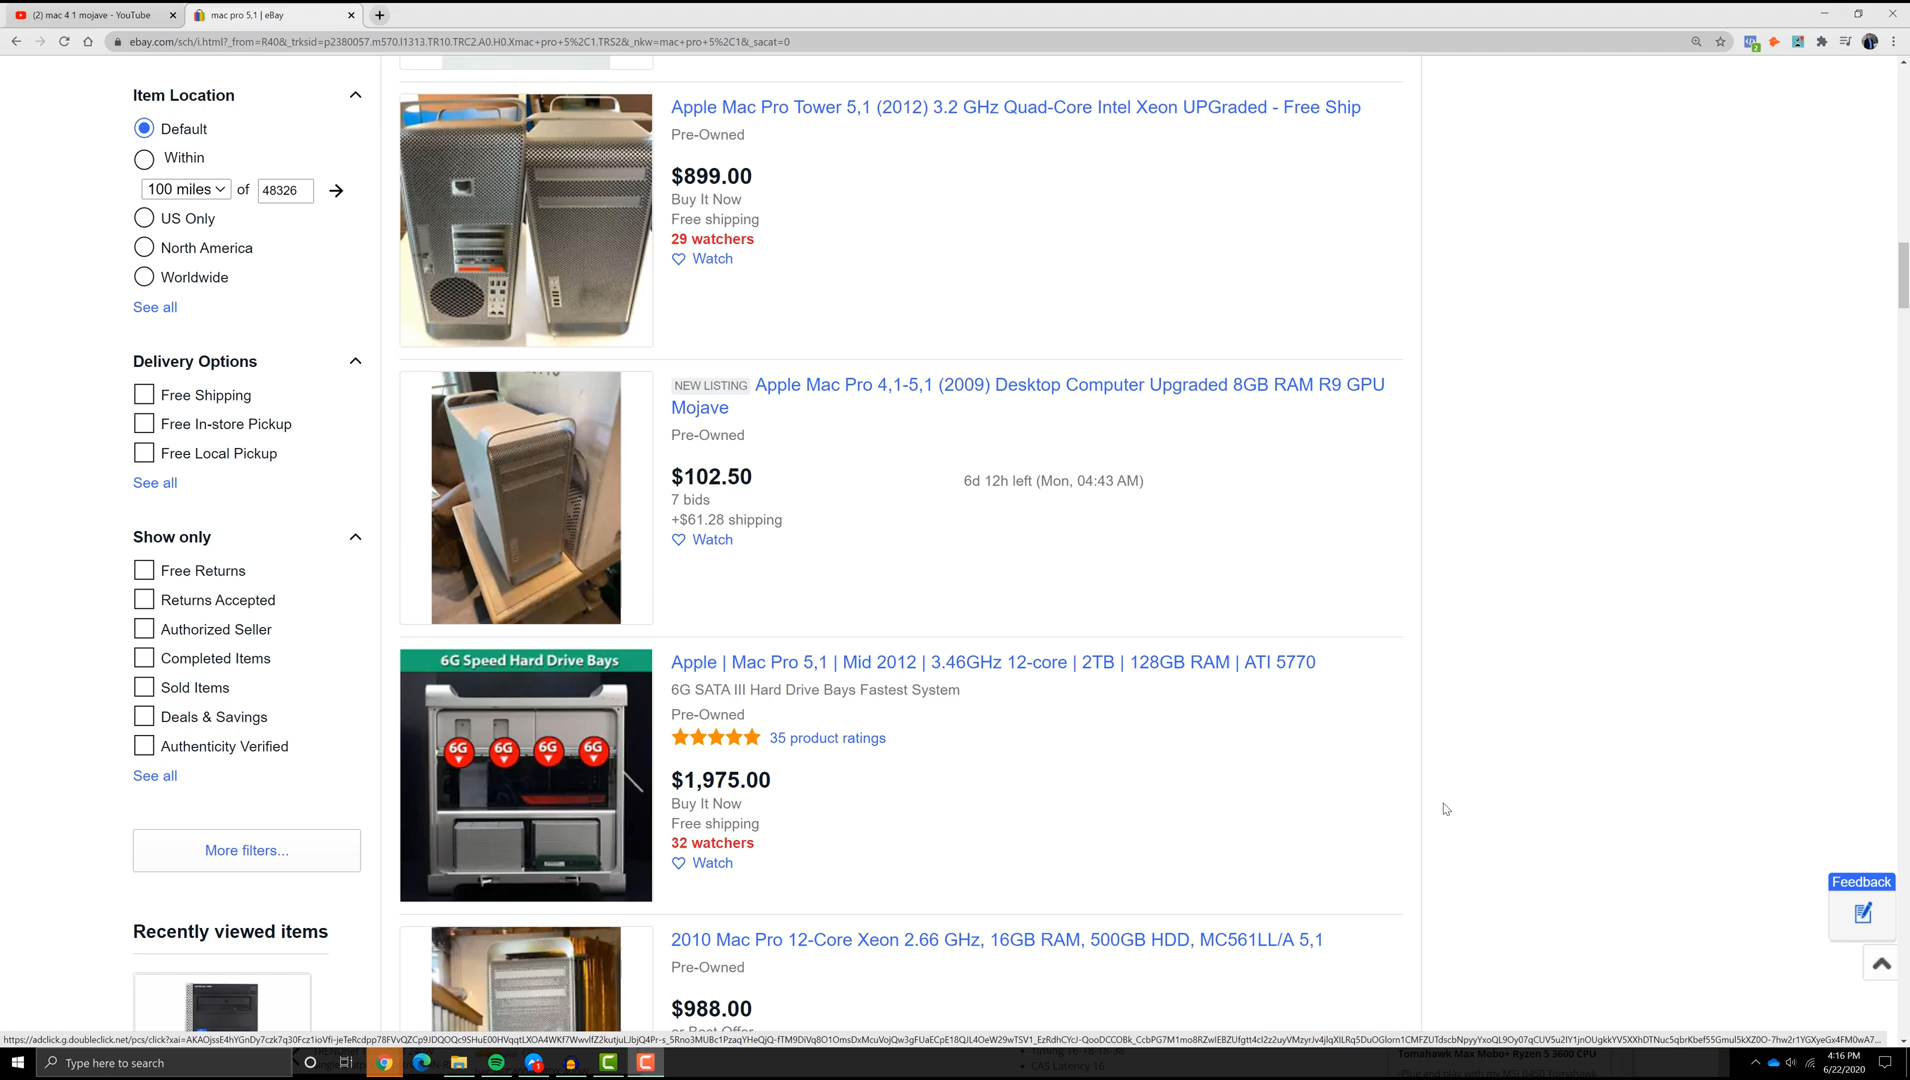 (2) mac 4 1 mojave - YouTube
mac pro 5,1 | eBay
ebay.com/sch/i.html?_from=R40&_trksid=p2380057.m570.l1313.TR10.TRC2.A0.H0.Xmac+pro+5%2C1.TRS2&_nkw=mac+pro+5%2C1&_sacat=0
Item Location
Default
Within
100 miles of 48326
US Only
North America
Worldwide
See all
Delivery Options
Free Shipping
Free In-store Pickup
Free Local Pickup
See all
Show only
Free Returns
Returns Accepted
Authorized Seller
Completed Items
Sold Items
Deals & Savings
Authenticity Verified
See all
More filters...
Recently viewed items
Apple Mac Pro Tower 5,1 (2012) 3.2 GHz Quad-Core Intel Xeon UPGraded - Free Ship
Pre-Owned
$899.00
Buy It Now
Free shipping
29 watchers
Watch
NEW LISTING Apple Mac Pro 4,1-5,1 (2009) Desktop Computer Upgraded 8GB RAM R9 GPU
Mojave
Pre-Owned
$102.50
6d 12h left (Mon, 04:43 AM)
7 bids
+$61.28 shipping
Watch
6G Speed Hard Drive Bays
6G 6G 6G 6G
Apple | Mac Pro 5,1 | Mid 2012 | 3.46GHz 12-core | 2TB | 128GB RAM | ATI 5770
6G SATA III Hard Drive Bays Fastest System
Pre-Owned
35 product ratings
$1,975.00
Buy It Now
Free shipping
32 watchers
Watch
2010 Mac Pro 12-Core Xeon 2.66 GHz, 16GB RAM, 500GB HDD, MC561LL/A 5,1
Pre-Owned
$988.00
or Best Offer
Feedback
Type here to search
CAS Latency 16
Tomahawk Max Mobo+ Ryzen 5 3600 CPU
4:16 PM
6/22/2020